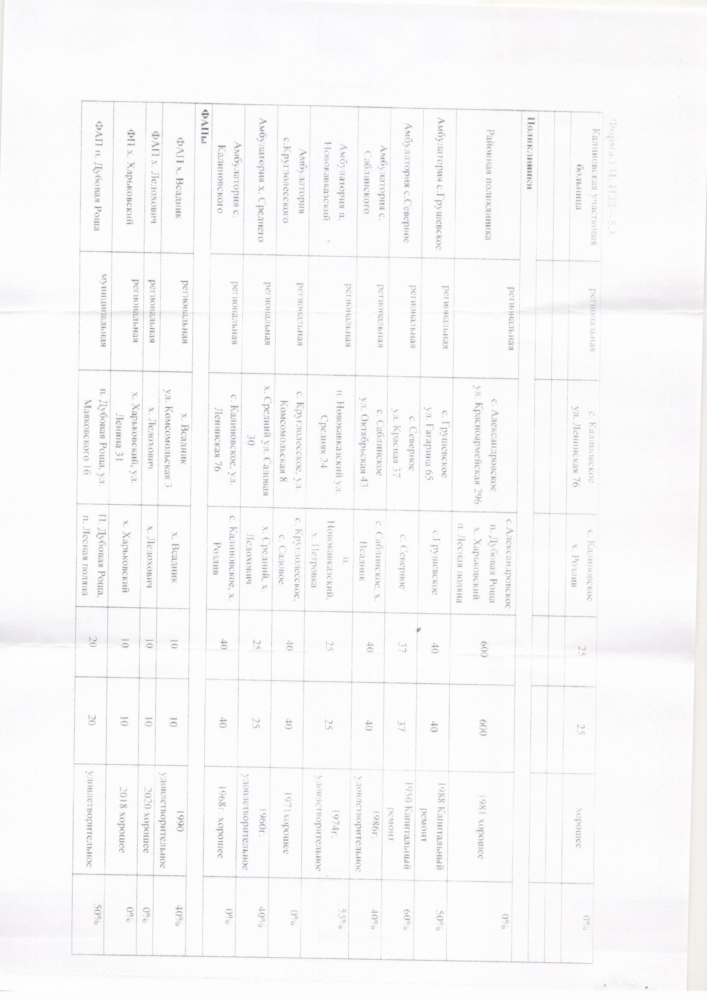 Калиновская участковая
больница
региональная
с. Калиновское
ул. Ленинская 76
с. Калиновское
х. Розлив
25
25
хорошее
0%
Поликлиники
Районная поликлиника
региональная
с. Александровское
ул. Красноармейская 296
с.Александровское
п. Дубовая Роща
х. Харьковский
п. Лесная поляна
600
600
1981 хорошее
0%
Амбулатория с.Грушевское
региональная
с. Грушевское
ул. Гагарина 65
с.Грушевское
40
40
1988 Капитальный
ремонт
50%
Амбулатория с.Северное
региональная
с. Северное
ул. Красная 37
с. Северное
37
37
1950 Капитальный
ремонт
60%
Амбулатория с.
Саблинского
региональная
с. Саблинское
ул. Октябрьская 43
с. Саблинское, х.
Всадник
40
40
1986г.
удовлетворительное
40%
Амбулатория п.
Новокавказский
региональная
п. Новокавказский ул.
Средняя 24
п.
Новокавказский,
х. Петровка
25
25
1974г.
удовлетворительное
55%
Амбулатория
с.Круглолесского
региональная
с. Круглолесское, ул.
Комсомольская 8
с. Круглолесское,
с. Садовое
40
40
1971хорошее
0%
Амбулатория х. Среднего
региональная
х. Средний ул. Садовая
30
х. Средний, х.
Ледохович
25
25
1960г.
удовлетворительное
40%
Амбулатория с.
Калиновского
региональная
с. Калиновское, ул.
Ленинская 76
с. Калиновское, х.
Розлив
40
40
1968г. хорошее
0%
ФАПы
ФАП х. Всадник
региональная
х. Всадник
ул. Комсомольская 3
х. Всадник
10
10
1990
удовлетворительное
40%
ФАП х. Ледохович
региональная
х. Ледохович
х. Ледохович
10
10
2020 хорошее
0%
ФП х. Харьковский
региональная
х. Харьковский, ул.
Ленина 31
х. Харьковский
10
10
2018 хорошее
0%
ФАП п. Дубовая Роща
муниципальная
п. Дубовая Роща, ул.
Маяковского 16
П. Дубовая Роща,
п. Лесная поляна
20
20
удовлетворительное
50%